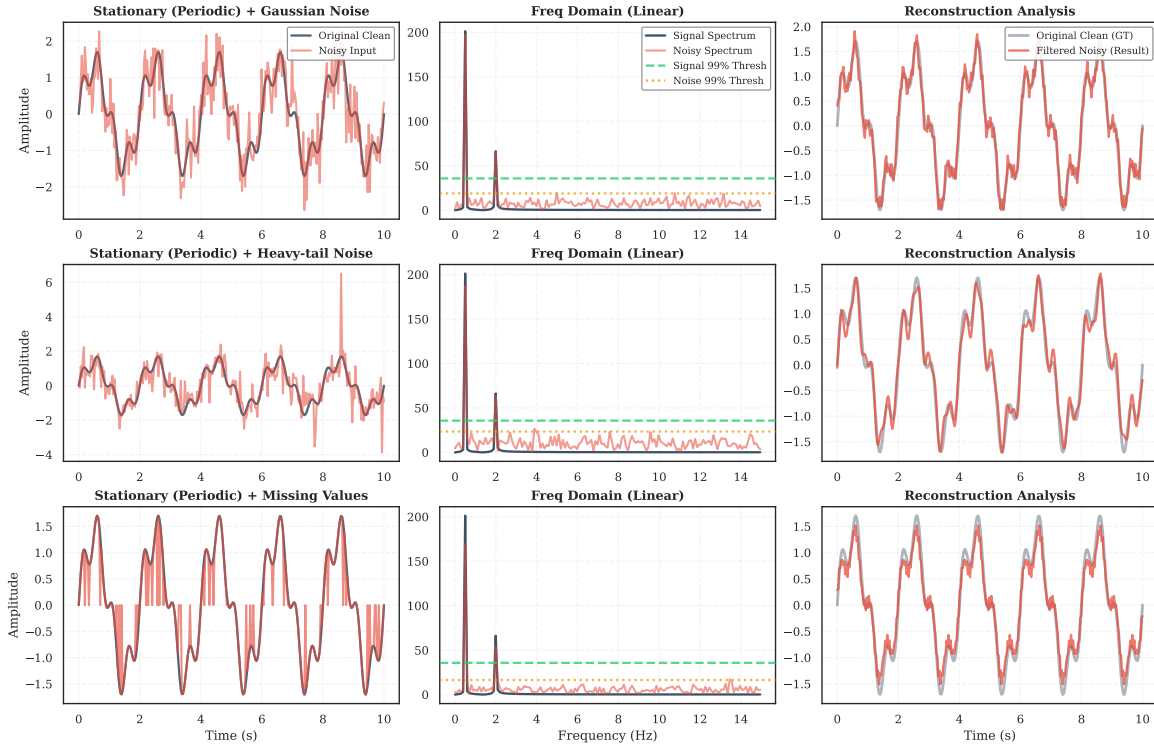 Stationary (Periodic) + Gaussian Noise
Freq Domain (Linear)
Reconstruction Analysis
Original Clean
Noisy Input
Signal Spectrum
Noisy Spectrum
Signal 99% Thresh
Noise 99% Thresh
Original Clean (GT)
Filtered Noisy (Result)
Amplitude
2
1
0
−1
−2
0 2 4 6 8 10
200
150
100
50
0
0 2 4 6 8 10 12 14
1.5
1.0
0.5
0.0
−0.5
−1.0
−1.5
0 2 4 6 8 10
Stationary (Periodic) + Heavy-tail Noise
Freq Domain (Linear)
Reconstruction Analysis
Amplitude
6
4
2
0
−2
−4
0 2 4 6 8 10
200
150
100
50
0
0 2 4 6 8 10 12 14
1.5
1.0
0.5
0.0
−0.5
−1.0
−1.5
0 2 4 6 8 10
Stationary (Periodic) + Missing Values
Freq Domain (Linear)
Reconstruction Analysis
Amplitude
1.5
1.0
0.5
0.0
−0.5
−1.0
−1.5
0 2 4 6 8 10
Time (s)
200
150
100
50
0
0 2 4 6 8 10 12 14
Frequency (Hz)
1.5
1.0
0.5
0.0
−0.5
−1.0
−1.5
0 2 4 6 8 10
Time (s)